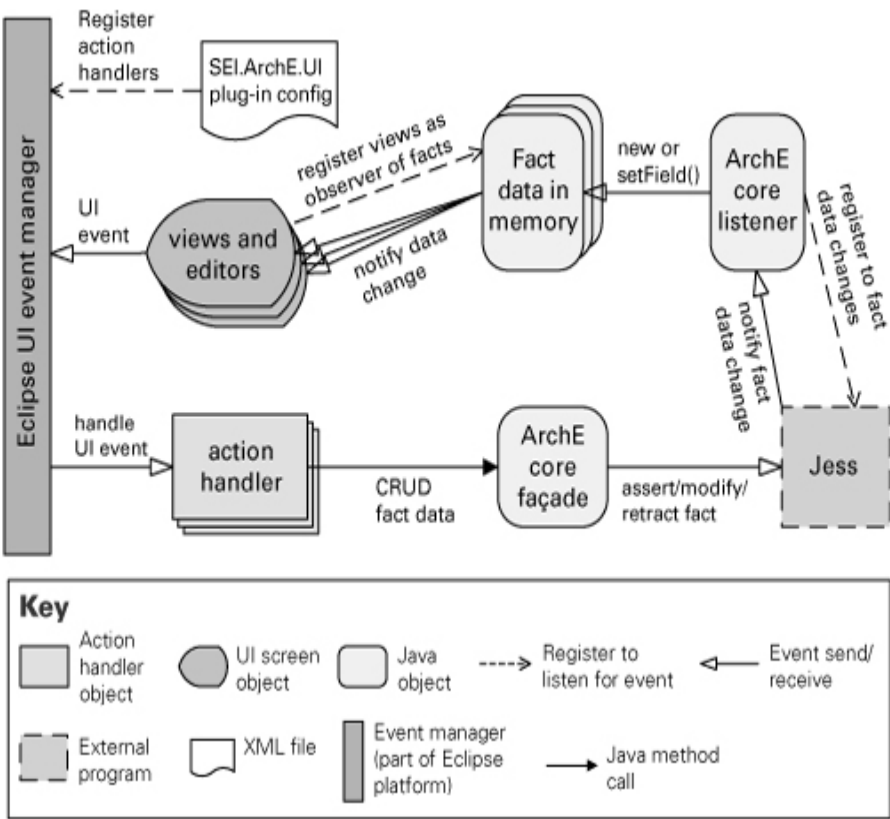 Register
action
handlers
SEI.ArchE.UI
plug-in config
Eclipse UI event manager
register views as
observer of facts
Fact
data in
memory
new or
setField()
ArchE
core
listener
register to fact
data changes
UI
event
views and
editors
notify data
change
notify fact
data change
handle
UI event
action
handler
CRUD
fact data
ArchE
core
façade
assert/modify/
retract fact
Jess
Key
Action
handler
object
UI screen
object
Java
object
Register to
listen for event
Event send/
receive
External
program
XML file
Event manager
(part of Eclipse
platform)
Java method
call